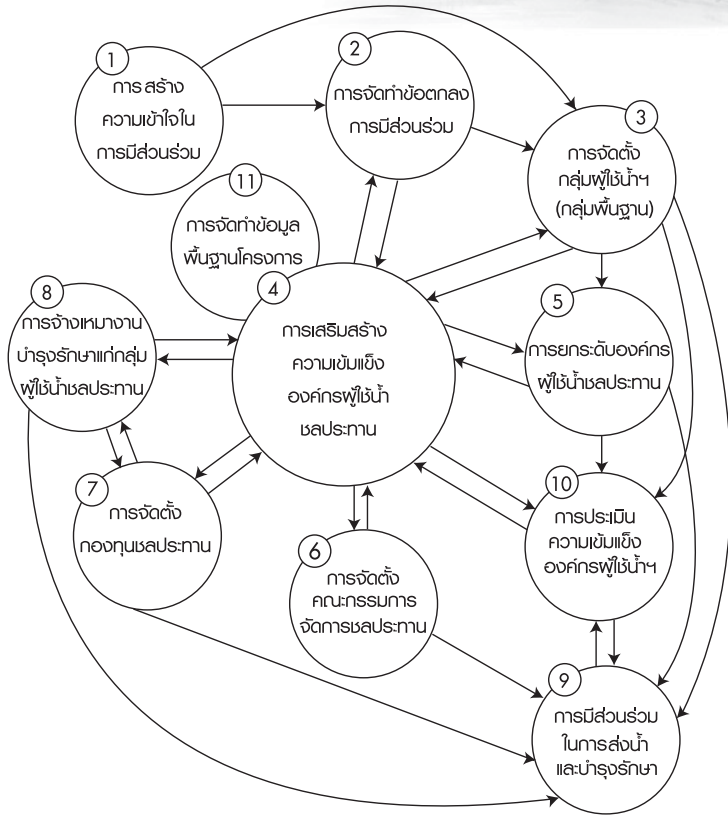 1
การสร้าง
ความเข้าใจใน
การมีส่วนร่วม
2
การจัดทำข้อตกลง
การมีส่วนร่วม
3
การจัดตั้ง
กลุ่มผู้ใช้น้ำฯ
(กลุ่มพื้นฐาน)
11
การจัดทำข้อมูล
พื้นฐานโครงการ
4
การเสริมสร้าง
ความเข้มแข็ง
องค์กรผู้ใช้น้ำ
ชลประทาน
8
การจ้างเหมางาน
บำรุงรักษาแก่กลุ่ม
ผู้ใช้น้ำชลประทาน
5
การยกระดับองค์กร
ผู้ใช้น้ำชลประทาน
7
การจัดตั้ง
กองทุนชลประทาน
6
การจัดตั้ง
คณะกรรมการ
จัดการชลประทาน
10
การประเมิน
ความเข้มแข็ง
องค์กรผู้ใช้น้ำฯ
9
การมีส่วนร่วม
ในการส่งน้ำ
และบำรุงรักษา